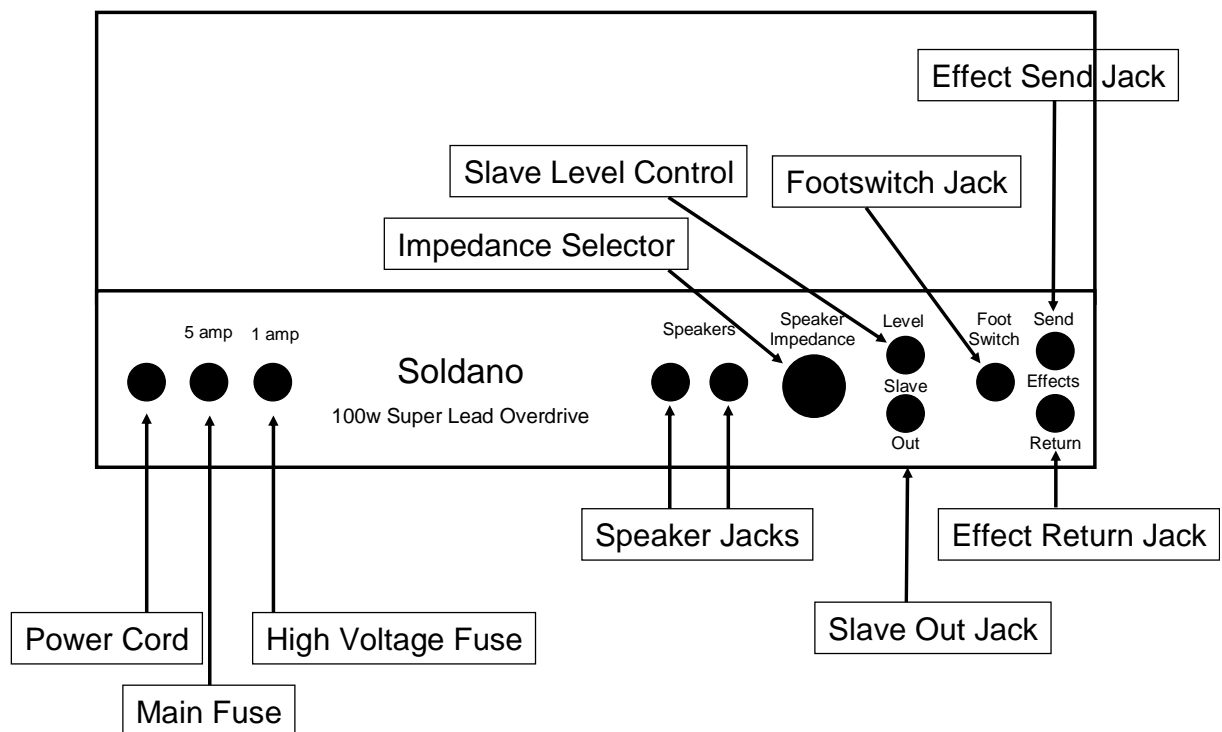 Effect Send Jack
Slave Level Control
Footswitch Jack
Impedance Selector
5 amp
1 amp
Soldano
100w Super Lead Overdrive
Speakers
Speaker
Impedance
Level
Slave
Out
Foot
Switch
Send
Effects
Return
Speaker Jacks
Effect Return Jack
Slave Out Jack
Power Cord
High Voltage Fuse
Main Fuse